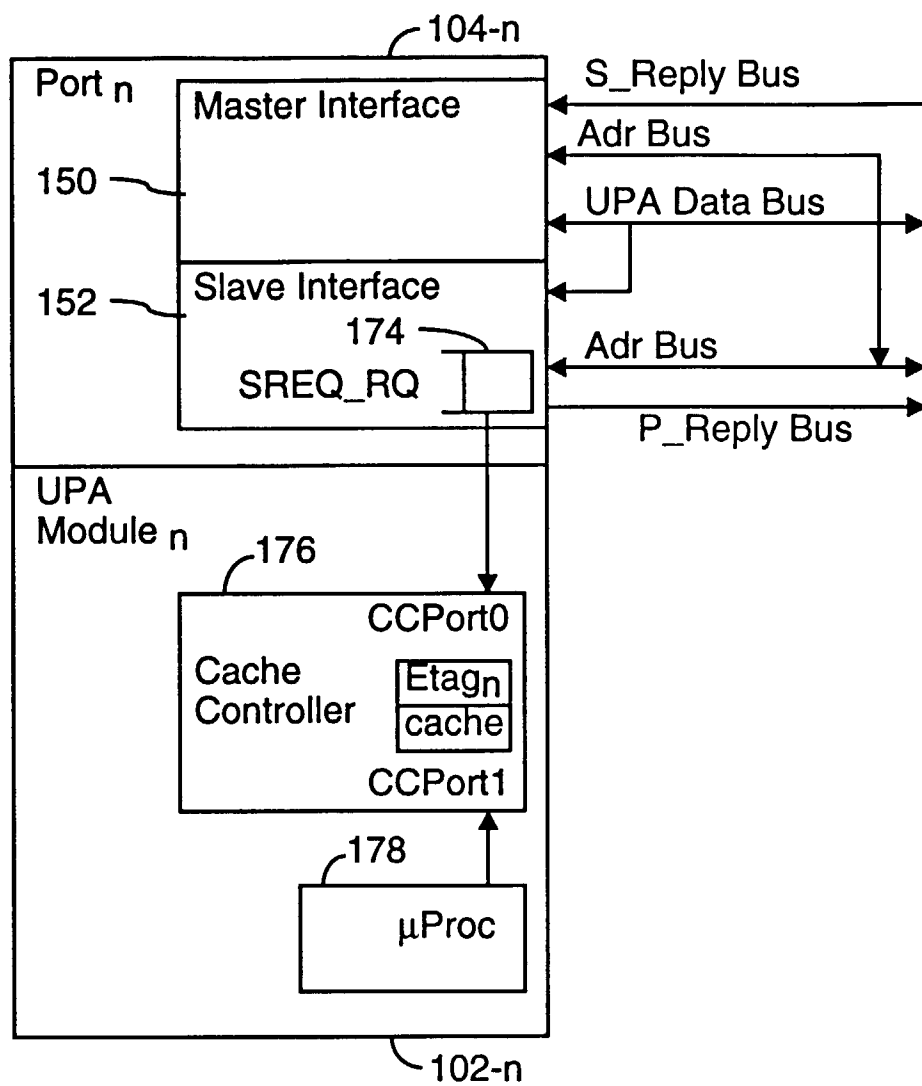 104-n
Port n
S_Reply Bus
Master Interface
Adr Bus
150
UPA Data Bus
Slave Interface
152
174
Adr Bus
SREQ_RQ
P_Reply Bus
UPA
Module n
176
CCPort0
Cache
Controller
Etagn
cache
CCPort1
178
μProc
102-n